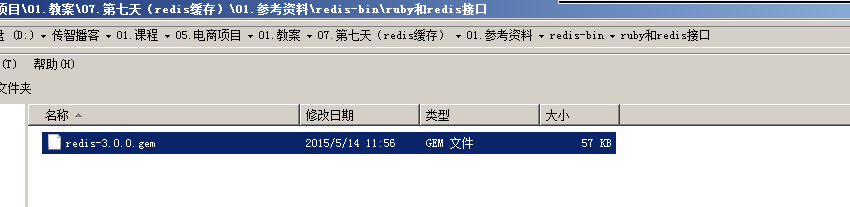 项目\01.教案\07.第七天（redis缓存）\01.参考资料\redis-bin\ruby和redis接口
盘 (D:) 传智播客 01.课程 05.电商项目 01.教案 07.第七天（redis缓存） 01.参考资料 redis-bin ruby和redis接口
(T) 帮助(H)
文件夹
名称 修改日期 类型 大小
redis-3.0.0.gem 2015/5/14 11:56 GEM 文件 57 KB